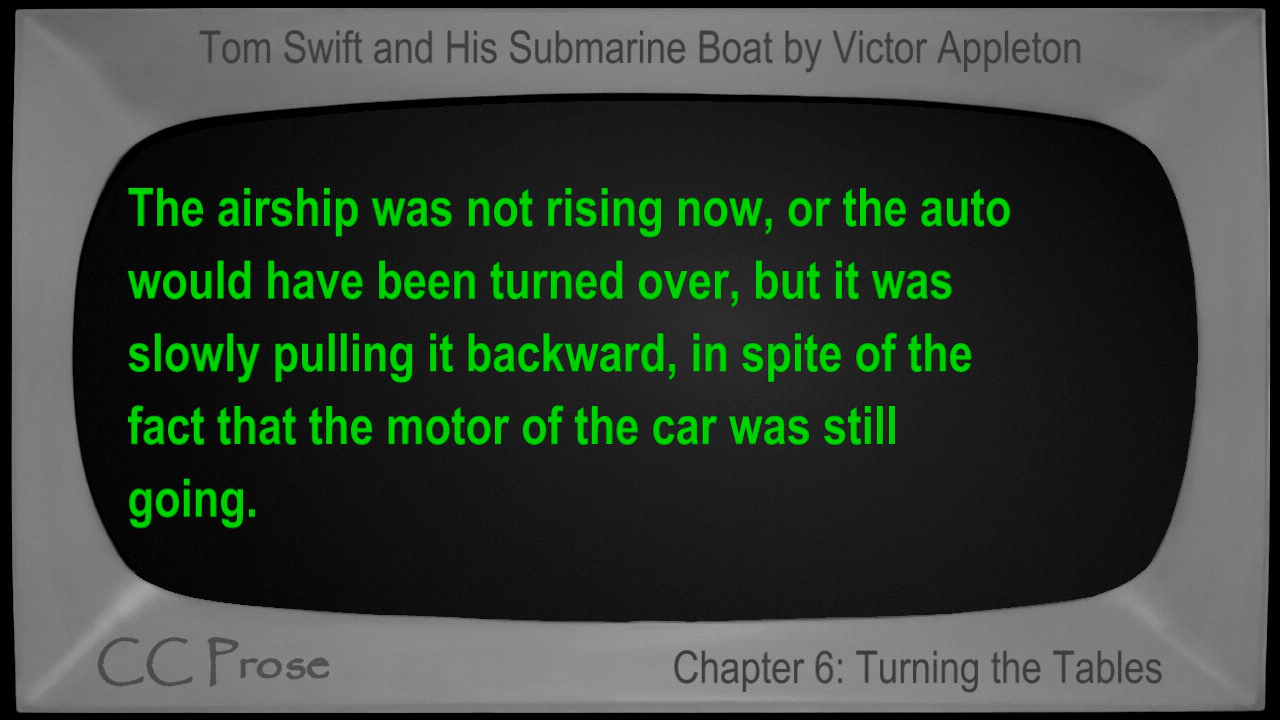 Tom Swift and His Submarine Boat by Victor Appleton
The airship was not rising now, or the auto
would have been turned over, but it was
slowly pulling it backward, in spite of the
fact that the motor of the car was still
going.
CC Prose
Chapter 6: Turning the Tables